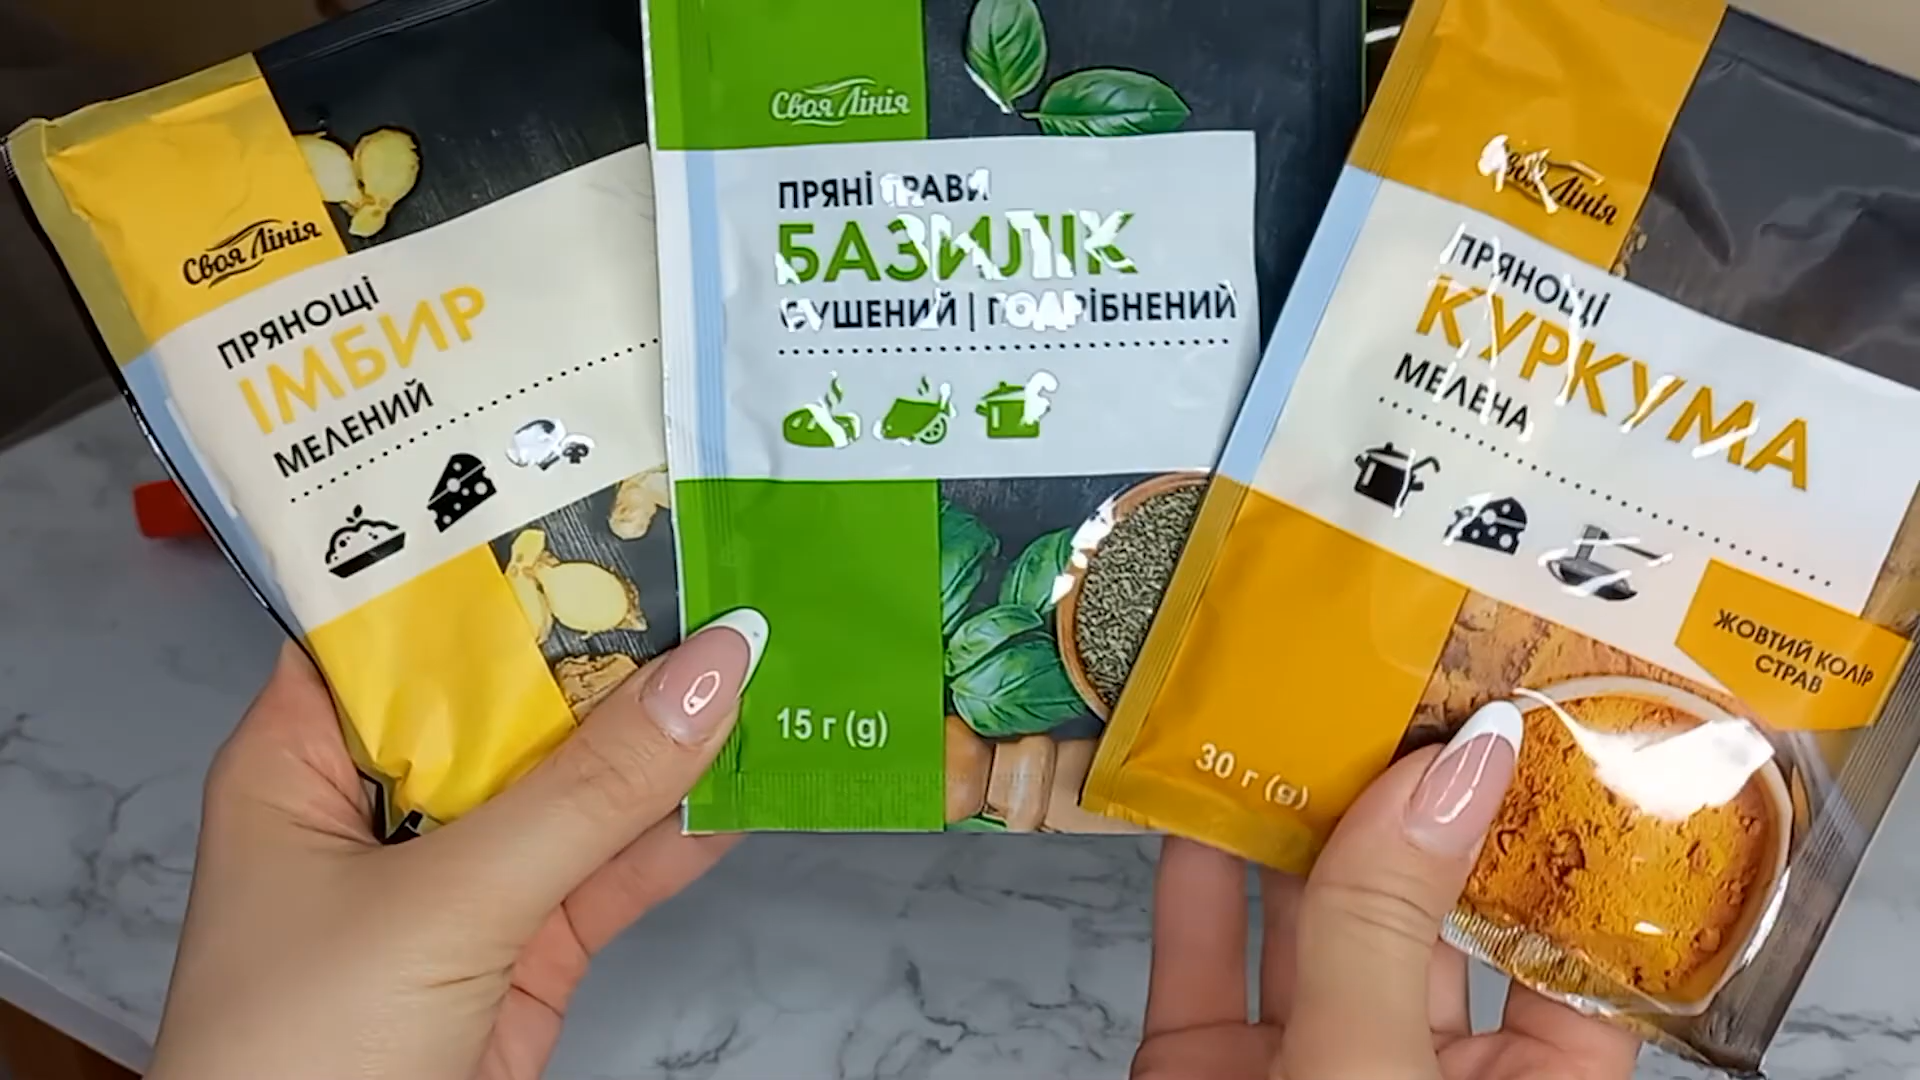 Своя Лінія
ПРЯНОЩІ
ІМБИР
МЕЛЕНИЙ
Своя Лінія
ПРЯНІ ТРАВИ
БАЗИЛІК
СУШЕНИЙ | ПОДРІБНЕНИЙ
15 г (g)
Своя Лінія
ПРЯНОЩІ
КУРКУМА
МЕЛЕНА
ЖОВТИЙ КОЛІР
СТРАВ
30 г (g)